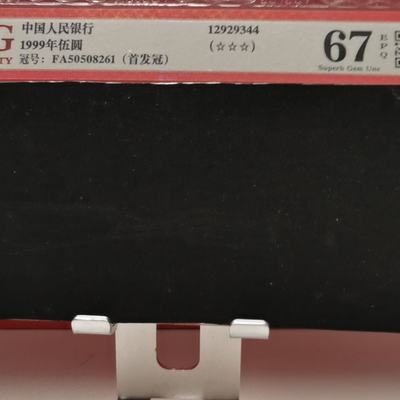 G 中国人民银行 12929344
1999年伍圆 (☆☆☆) 67 EPQ
TY 冠号：FA50508261（首发冠） Superb Gem Unc